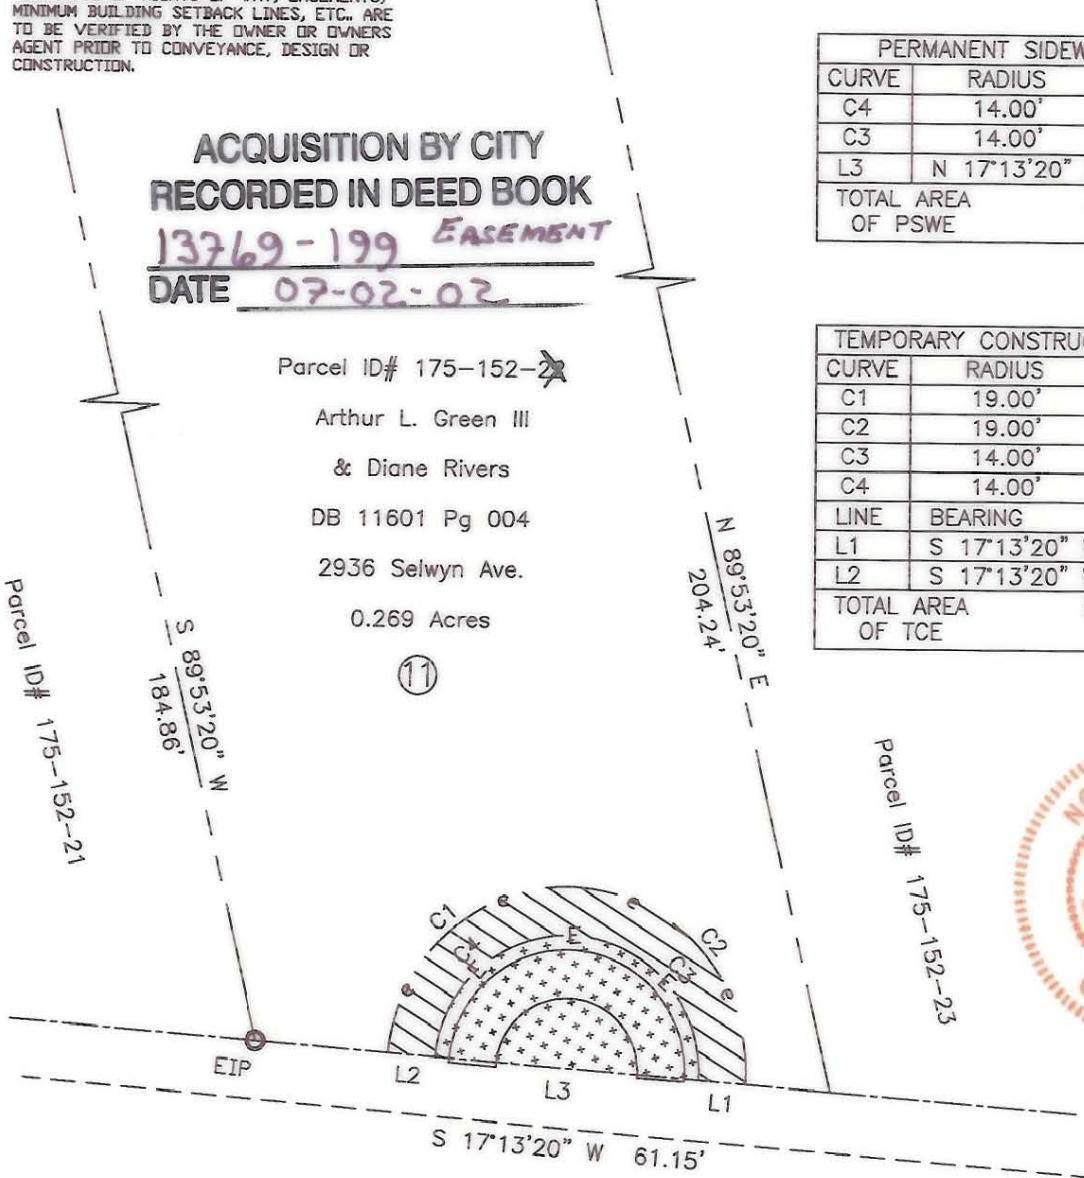 MINIMUM BUILDING SETBACK LINES, ETC.. ARE
TO BE VERIFIED BY THE OWNER OR OWNERS
AGENT PRIOR TO CONVEYANCE, DESIGN OR
CONSTRUCTION.
ACQUISITION BY CITY
RECORDED IN DEED BOOK
13769-199 EASEMENT
DATE 07-02-02
Parcel ID# 175-152-22
Arthur L. Green III
& Diane Rivers
DB 11601 Pg 004
2936 Selwyn Ave.
0.269 Acres
11
PERMANENT SIDEW
CURVE RADIUS
C4 14.00'
C3 14.00'
L3 N 17°13'20"
TOTAL AREA
OF PSWE
TEMPORARY CONSTRU
CURVE RADIUS
C1 19.00'
C2 19.00'
C3 14.00'
C4 14.00'
LINE BEARING
L1 S 17°13'20"
L2 S 17°13'20"
TOTAL AREA
OF TCE
Parcel ID# 175-152-21
S 89°53'20" W
184.86'
N 89°53'20" E
204.24'
Parcel ID# 175-152-23
C1
C2
C4
C3
E
E
E
e
e
e
e
EIP
L2
L3
L1
S 17°13'20" W 61.15'